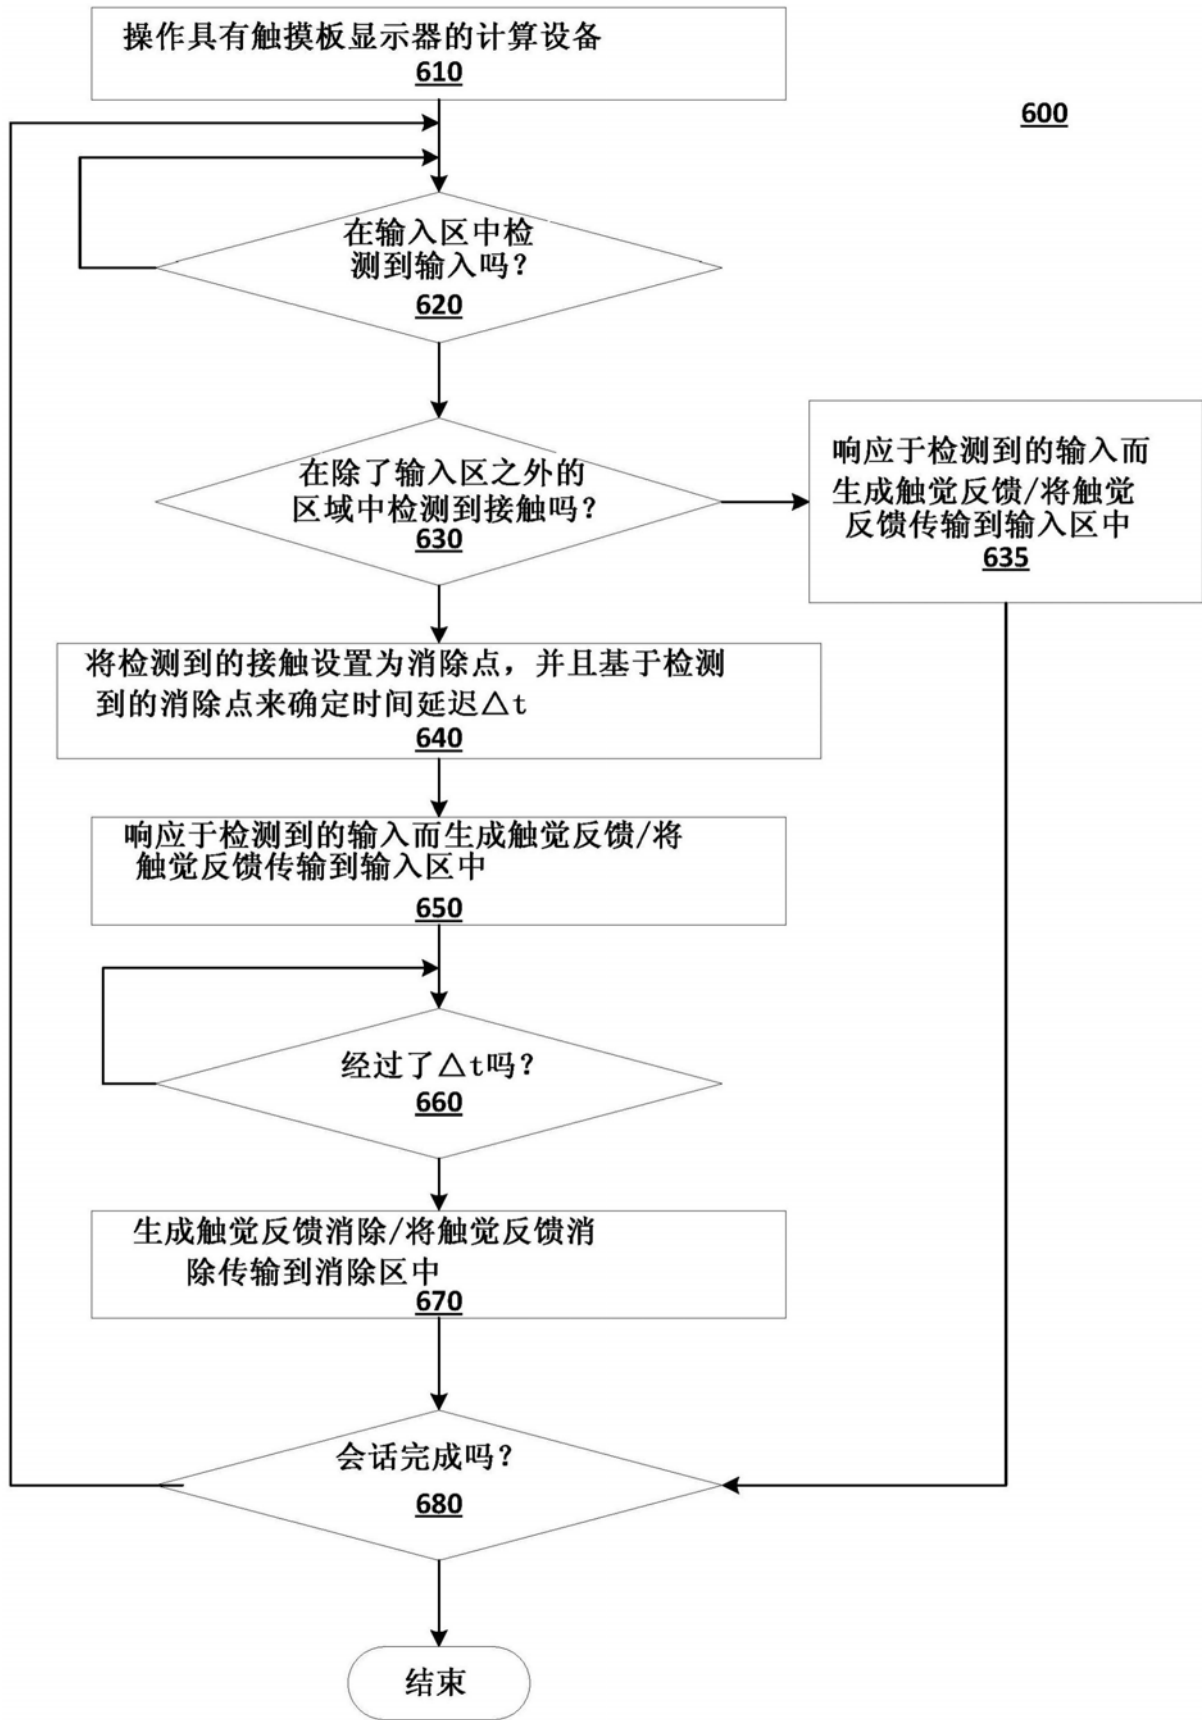 操作具有触摸板显示器的计算设备
610
600
在输入区中检
测到输入吗？
620
在除了输入区之外的
区域中检测到接触吗？
630
响应于检测到的输入而
生成触觉反馈/将触觉
反馈传输到输入区中
635
将检测到的接触设置为消除点，并且基于检测
到的消除点来确定时间延迟△t
640
响应于检测到的输入而生成触觉反馈/将
触觉反馈传输到输入区中
650
经过了△t吗？
660
生成触觉反馈消除/将触觉反馈消
除传输到消除区中
670
会话完成吗？
680
结束